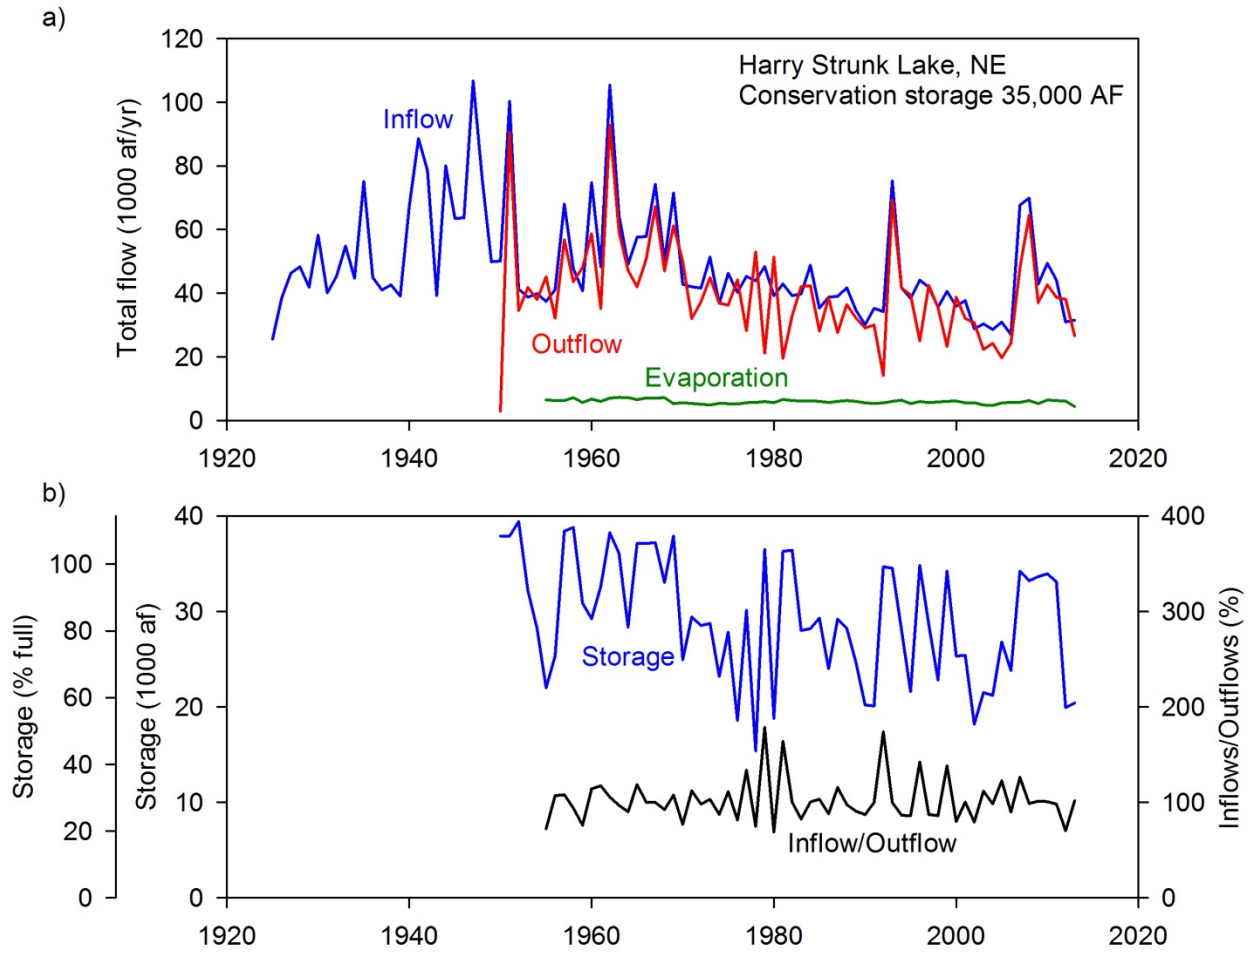 a)
120
100
80
60
40
20
0
Total flow (1000 af/yr)
Harry Strunk Lake, NE
Conservation storage 35,000 AF
Inflow
Outflow
Evaporation
1920 1940 1960 1980 2000 2020
b)
100
80
60
40
20
0
Storage (% full)
40
30
20
10
0
Storage (1000 af)
Storage
Inflow/Outflow
400
300
200
100
0
Inflows/Outflows (%)
1920 1940 1960 1980 2000 2020